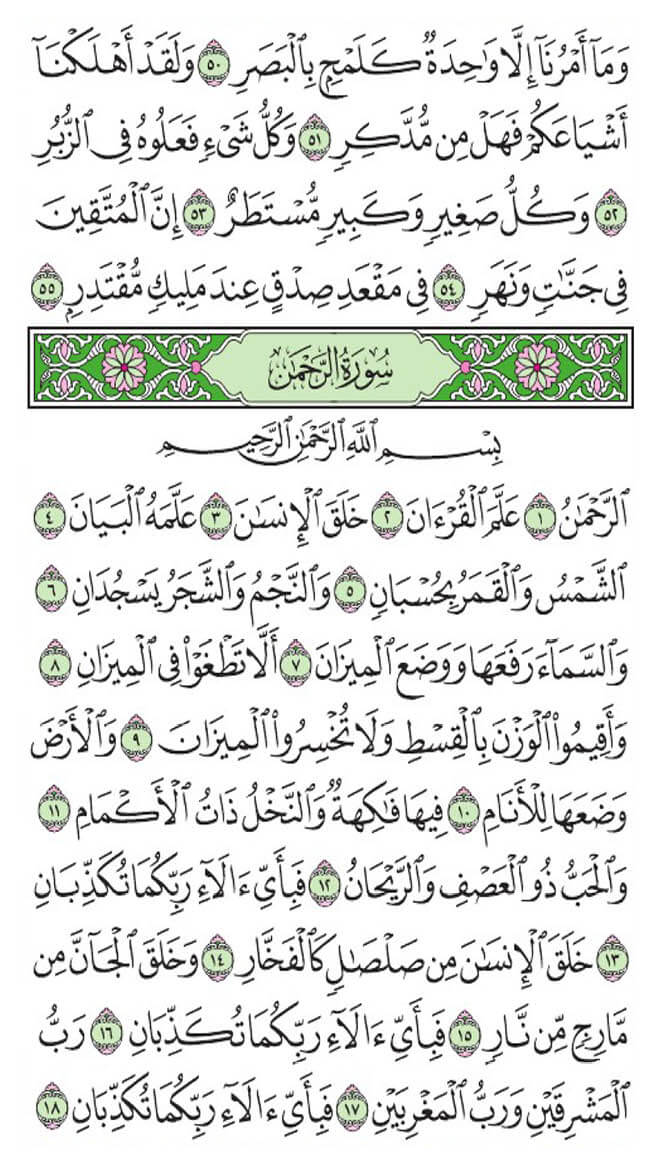 وَمَآ أَمْرُنَآ إِلَّا وَٰحِدَةٌ كَلَمْحٍۭ بِٱلْبَصَرِ ٥٠ وَلَقَدْ أَهْلَكْنَآ
أَشْيَاعَكُمْ فَهَلْ مِن مُّدَّكِرٍ ٥١ وَكُلُّ شَىْءٍ فَعَلُوهُ فِى ٱلزُّبُرِ
٥٢ وَكُلُّ صَغِيرٍ وَكَبِيرٍ مُّسْتَطَرٌ ٥٣ إِنَّ ٱلْمُتَّقِينَ
فِى جَنَّٰتٍ وَنَهَرٍ ٥٤ فِى مَقْعَدِ صِدْقٍ عِندَ مَلِيكٍ مُّقْتَدِرٍۭ ٥٥
سُورَةُ الرَّحْمَٰن
بِسْمِ ٱللَّهِ ٱلرَّحْمَٰنِ ٱلرَّحِيمِ
ٱلرَّحْمَٰنُ ١ عَلَّمَ ٱلْقُرْءَانَ ٢ خَلَقَ ٱلْإِنسَٰنَ ٣ عَلَّمَهُ ٱلْبَيَانَ ٤
ٱلشَّمْسُ وَٱلْقَمَرُ بِحُسْبَانٍ ٥ وَٱلنَّجْمُ وَٱلشَّجَرُ يَسْجُدَانِ ٦
وَٱلسَّمَآءَ رَفَعَهَا وَوَضَعَ ٱلْمِيزَانَ ٧ أَلَّا تَطْغَوْا۟ فِى ٱلْمِيزَانِ ٨
وَأَقِيمُوا۟ ٱلْوَزْنَ بِٱلْقِسْطِ وَلَا تُخْسِرُوا۟ ٱلْمِيزَانَ ٩ وَٱلْأَرْضَ
وَضَعَهَا لِلْأَنَامِ ١٠ فِيهَا فَٰكِهَةٌ وَٱلنَّخْلُ ذَاتُ ٱلْأَكْمَامِ ١١
وَٱلْحَبُّ ذُو ٱلْعَصْفِ وَٱلرَّيْحَانُ ١٢ فَبِأَىِّ ءَالَآءِ رَبِّكُمَا تُكَذِّبَانِ
١٣ خَلَقَ ٱلْإِنسَٰنَ مِن صَلْصَٰلٍ كَٱلْفَخَّارِ ١٤ وَخَلَقَ ٱلْجَآنَّ مِن
مَّارِجٍ مِّن نَّارٍ ١٥ فَبِأَىِّ ءَالَآءِ رَبِّكُمَا تُكَذِّبَانِ ١٦ رَبُّ
ٱلْمَشْرِقَيْنِ وَرَبُّ ٱلْمَغْرِبَيْنِ ١٧ فَبِأَىِّ ءَالَآءِ رَبِّكُمَا تُكَذِّبَانِ ١٨